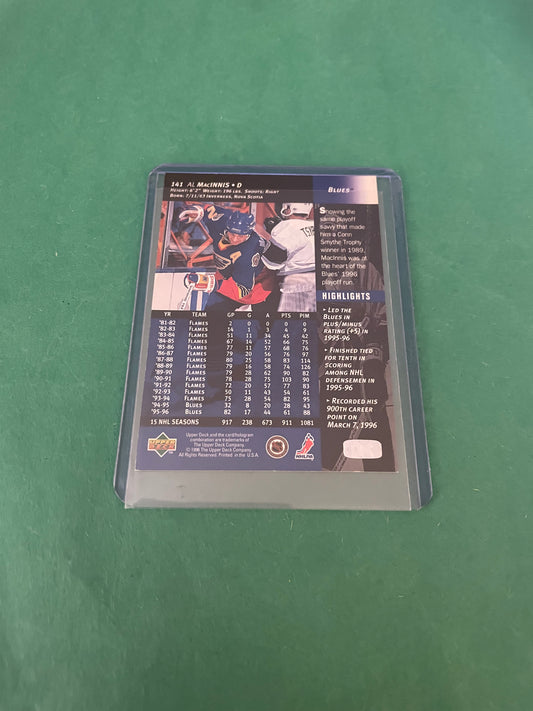 141 AL MACINNIS • D
HEIGHT: 6'2" WEIGHT: 196 LBS. SHOOTS: RIGHT
BORN: 7/11/63 INVERNESS, NOVA SCOTIA
BLUES™
Showing the
same playoff
savvy that made
him a Conn
Smythe Trophy
winner in 1989,
MacInnis was at
the heart of the
Blues' 1996
playoff run.
HIGHLIGHTS
▸ LED THE
BLUES IN
PLUS/MINUS
RATING (+5) IN
1995-96
▸ FINISHED TIED
FOR TENTH IN
SCORING
AMONG NHL
DEFENSEMEN IN
1995-96
▸ RECORDED HIS
900TH CAREER
POINT ON
MARCH 7, 1996
YR TEAM GP G A PTS PIM
'81-82 FLAMES 2 0 0 0 0
'82-83 FLAMES 14 1 3 4 9
'83-84 FLAMES 51 11 34 45 42
'84-85 FLAMES 67 14 52 66 75
'85-86 FLAMES 77 11 57 68 76
'86-87 FLAMES 79 20 56 76 97
'87-88 FLAMES 80 25 58 83 114
'88-89 FLAMES 79 16 58 74 126
'89-90 FLAMES 79 28 62 90 82
'90-91 FLAMES 78 28 75 103 90
'91-92 FLAMES 72 20 57 77 83
'92-93 FLAMES 50 11 43 54 61
'93-94 FLAMES 75 28 54 82 95
'94-95 BLUES 32 8 20 28 43
'95-96 BLUES 82 17 44 61 88
15 NHL SEASONS 917 238 673 911 1081
UPPER DECK
Upper Deck and the card/hologram
combination are trademarks of
The Upper Deck Company.
© 1996 The Upper Deck Company.
All Rights Reserved. Printed in the U.S.A.
NHL
NHLPA